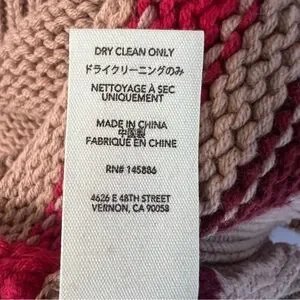 DRY CLEAN ONLY
ドライクリーニングのみ
NETTOYAGE À SEC
UNIQUEMENT
MADE IN CHINA
中国製
FABRIQUÉ EN CHINE
RN# 145886
4626 E 48TH STREET
VERNON, CA 90058